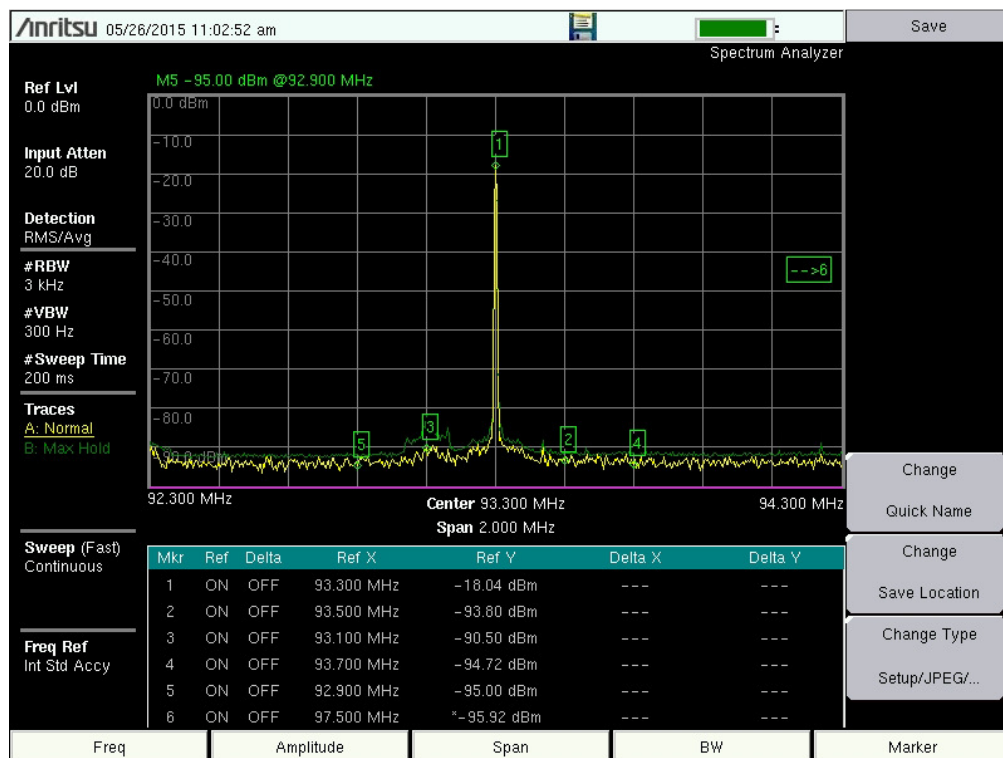 Anritsu 05/26/2015 11:02:52 am
Save
Spectrum Analyzer
M5 -95.00 dBm @92.900 MHz
Ref Lvl
0.0 dBm
Input Atten
20.0 dB
Detection
RMS/Avg
#RBW
3 kHz
#VBW
300 Hz
#Sweep Time
200 ms
Traces
A: Normal
B: Max Hold
Sweep (Fast)
Continuous
Freq Ref
Int Std Accy
0.0 dBm
-10.0
-20.0
-30.0
-40.0
-50.0
-60.0
-70.0
-80.0
1
-->6
3
5
2
4
92.300 MHz
Center 93.300 MHz
94.300 MHz
Span 2.000 MHz
Mkr Ref Delta Ref X Ref Y Delta X Delta Y
1 ON OFF 93.300 MHz -18.04 dBm --- ---
2 ON OFF 93.500 MHz -93.80 dBm --- ---
3 ON OFF 93.100 MHz -90.50 dBm --- ---
4 ON OFF 93.700 MHz -94.72 dBm --- ---
5 ON OFF 92.900 MHz -95.00 dBm --- ---
6 ON OFF 97.500 MHz *-95.92 dBm --- ---
Change
Quick Name
Change
Save Location
Change Type
Setup/JPEG/...
Freq Amplitude Span BW Marker